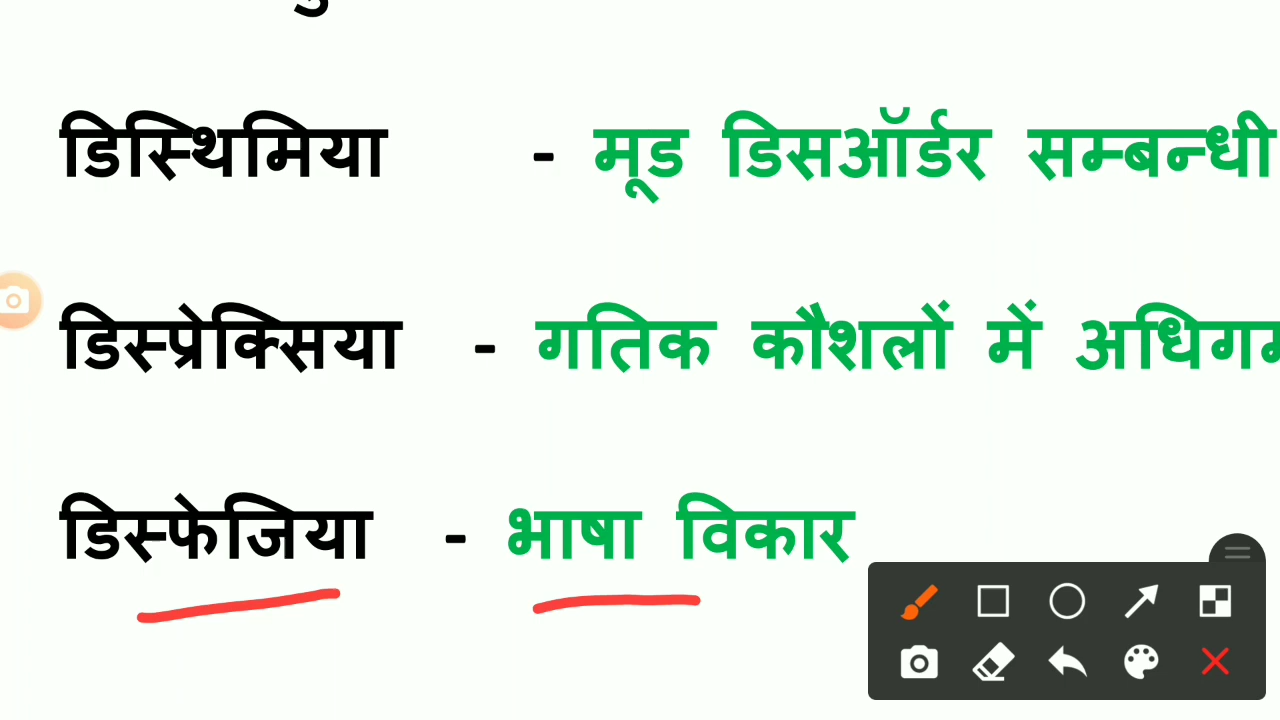 डिस्थिमिया - मूड डिसऑर्डर सम्बन्धी
डिस्प्रेक्सिया - गतिक कौशलों में
डिस्फेजिया - भाषा विकार